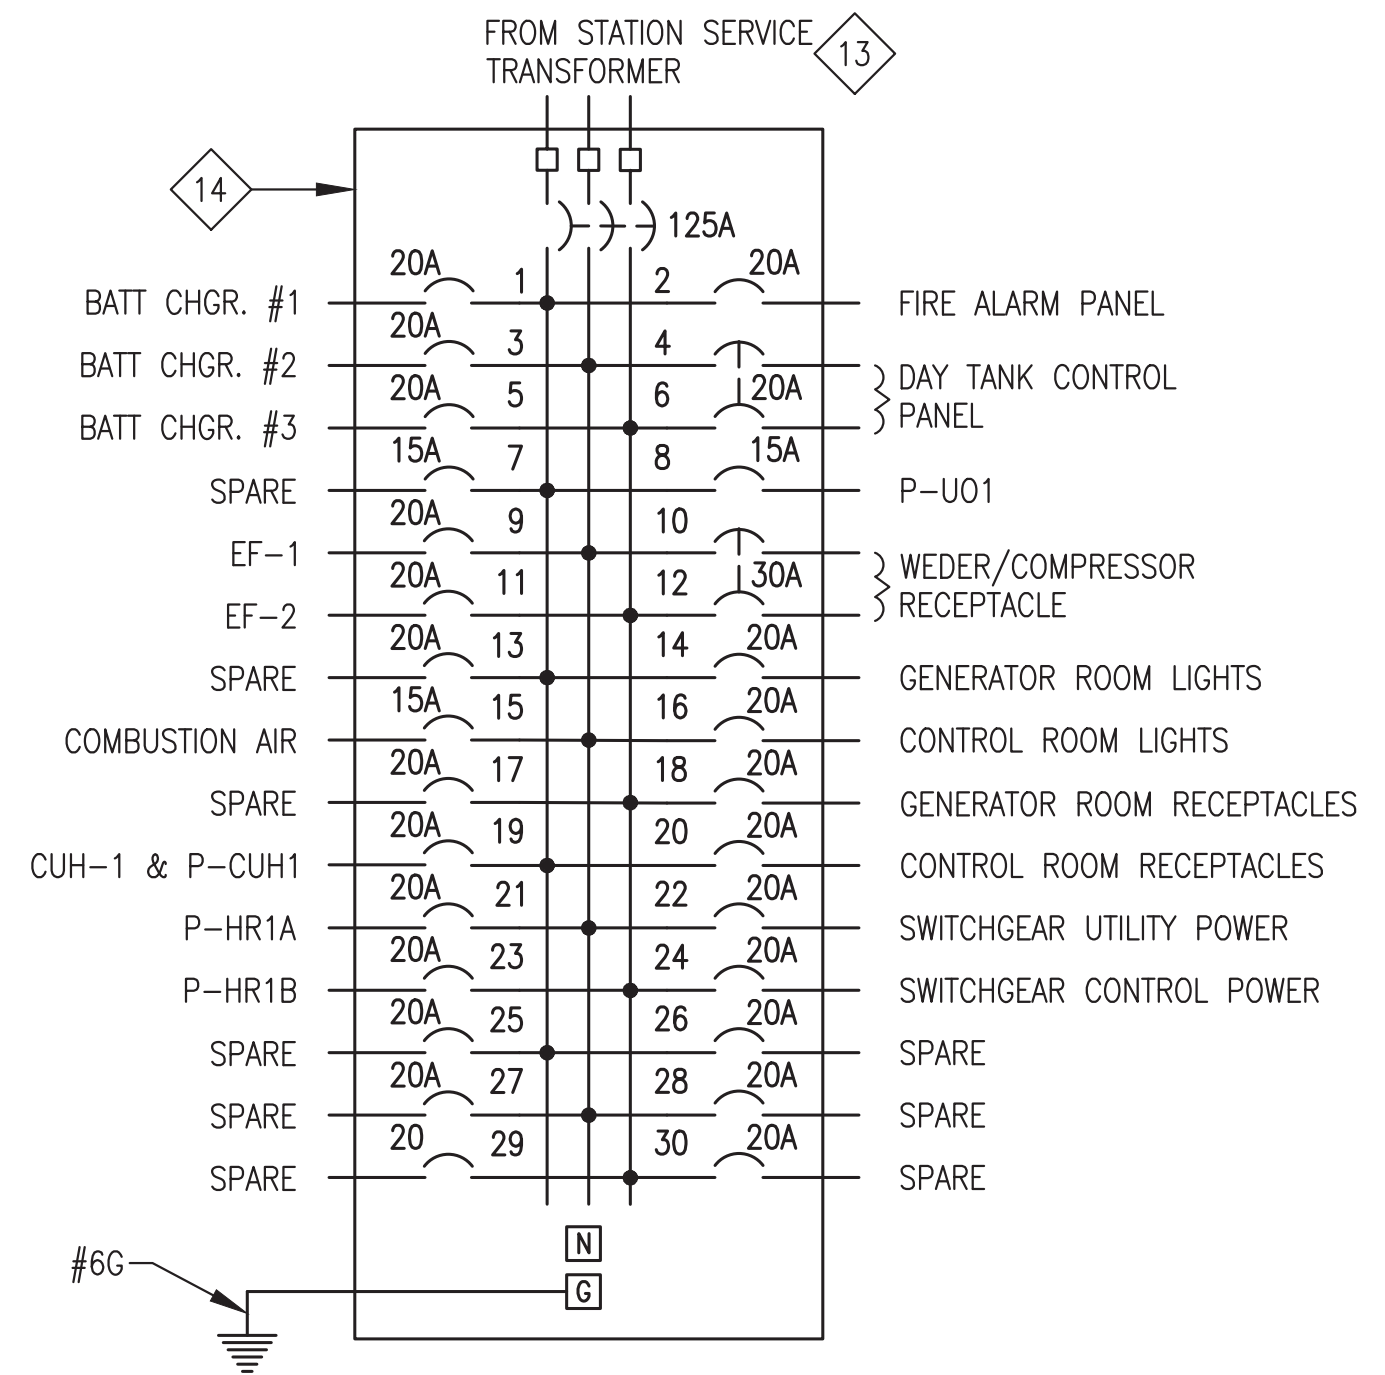 FROM STATION SERVICE
TRANSFORMER
13
14
125A
BATT CHGR. #1 20A 1 2 20A FIRE ALARM PANEL
BATT CHGR. #2 20A 3 4
DAY TANK CONTROL
PANEL
BATT CHGR. #3 20A 5 6 20A
SPARE 15A 7 8 15A P-UO1
EF-1 20A 9 10
WEDER/COMPRESSOR
RECEPTACLE
EF-2 20A 11 12 30A
SPARE 20A 13 14 20A GENERATOR ROOM LIGHTS
COMBUSTION AIR 15A 15 16 20A CONTROL ROOM LIGHTS
SPARE 20A 17 18 20A GENERATOR ROOM RECEPTACLES
CUH-1 & P-CUH1 20A 19 20 20A CONTROL ROOM RECEPTACLES
P-HR1A 20A 21 22 20A SWITCHGEAR UTILITY POWER
P-HR1B 20A 23 24 20A SWITCHGEAR CONTROL POWER
SPARE 20A 25 26 20A SPARE
SPARE 20A 27 28 20A SPARE
SPARE 20 29 30 20A SPARE
N
#6G
G